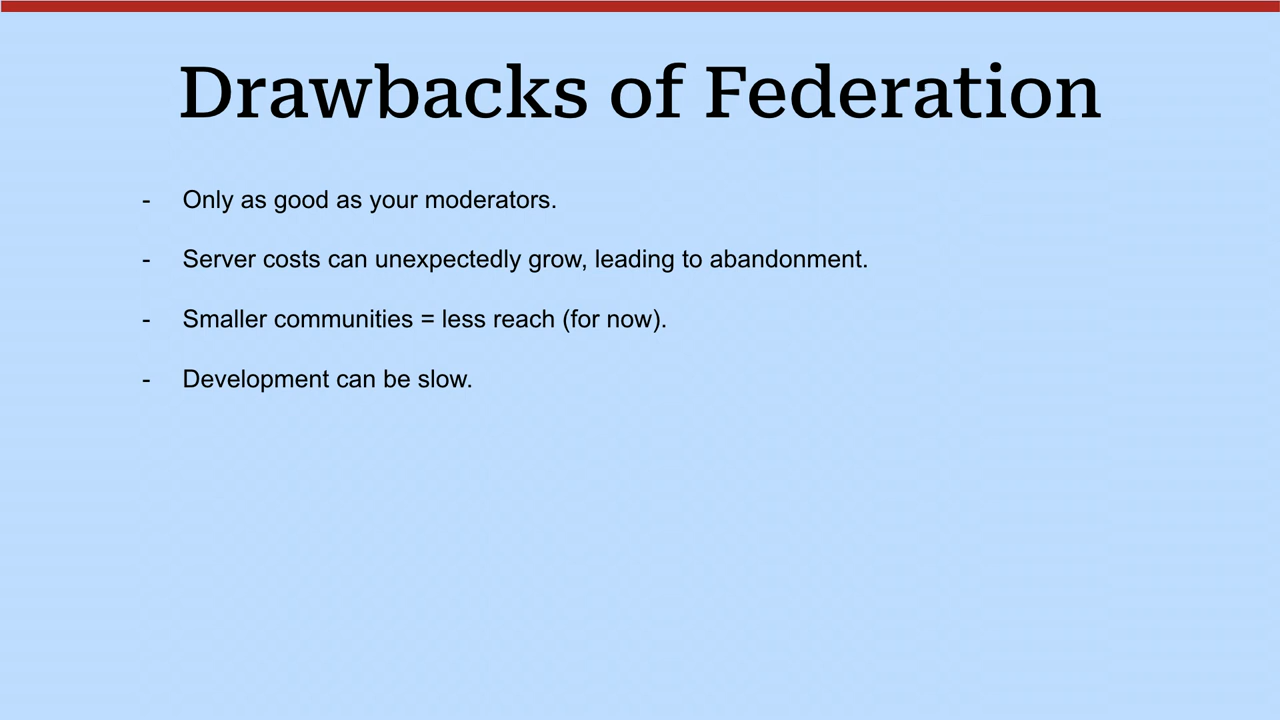 Drawbacks of Federation
- Only as good as your moderators.
- Server costs can unexpectedly grow, leading to abandonment.
- Smaller communities = less reach (for now).
- Development can be slow.